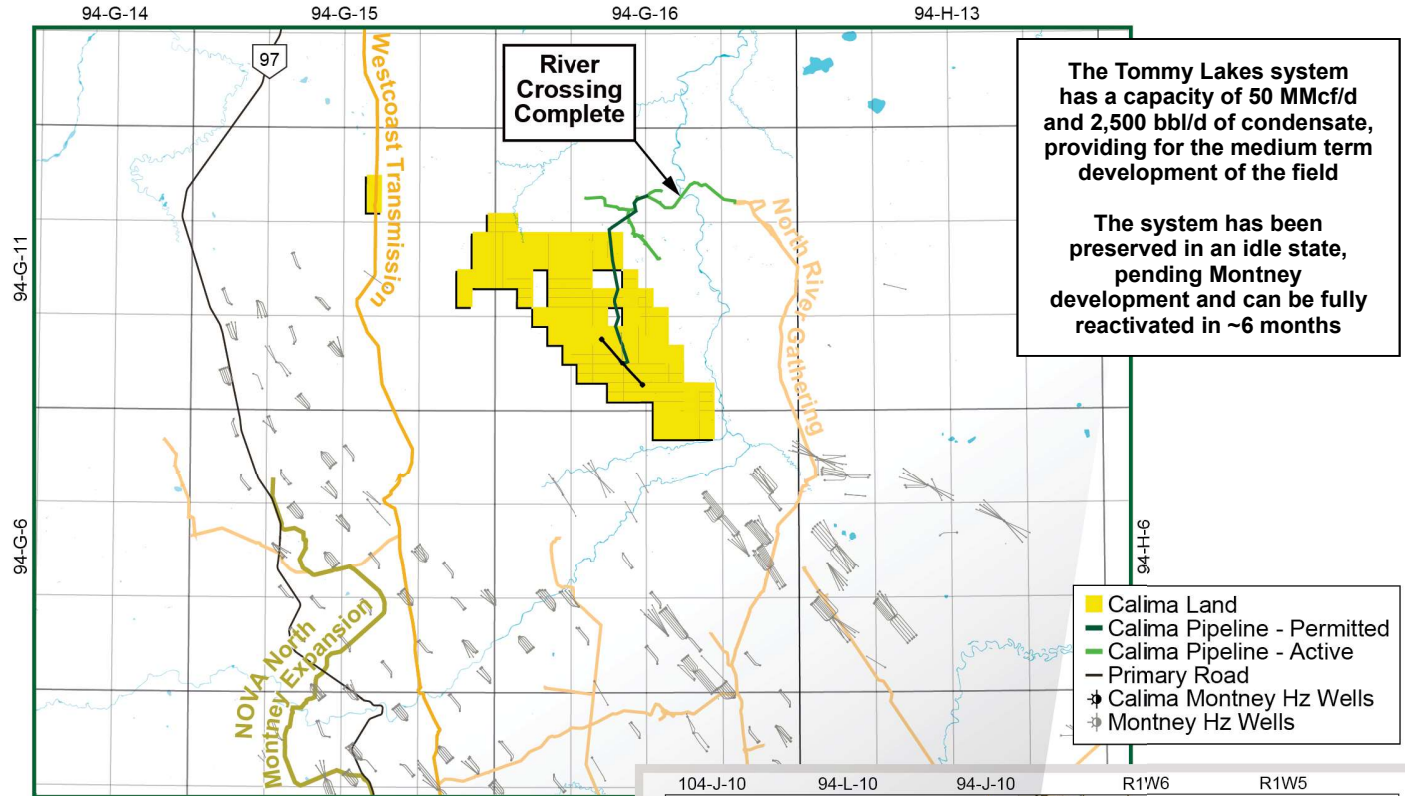 94-G-14 94-G-15 94-G-16 94-H-13
97
Westcoast Transmission
River
Crossing
Complete
The Tommy Lakes system
has a capacity of 50 MMcf/d
and 2,500 bbl/d of condensate,
providing for the medium term
development of the field
The system has been
preserved in an idle state,
pending Montney
development and can be fully
reactivated in ~6 months
94-G-11
North River Gathering
94-G-6
94-H-6
NOVA North
Montney Expansion
Calima Land
Calima Pipeline - Permitted
Calima Pipeline - Active
Primary Road
Calima Montney Hz Wells
Montney Hz Wells
104-J-10 94-L-10 94-J-10 R1W6 R1W5